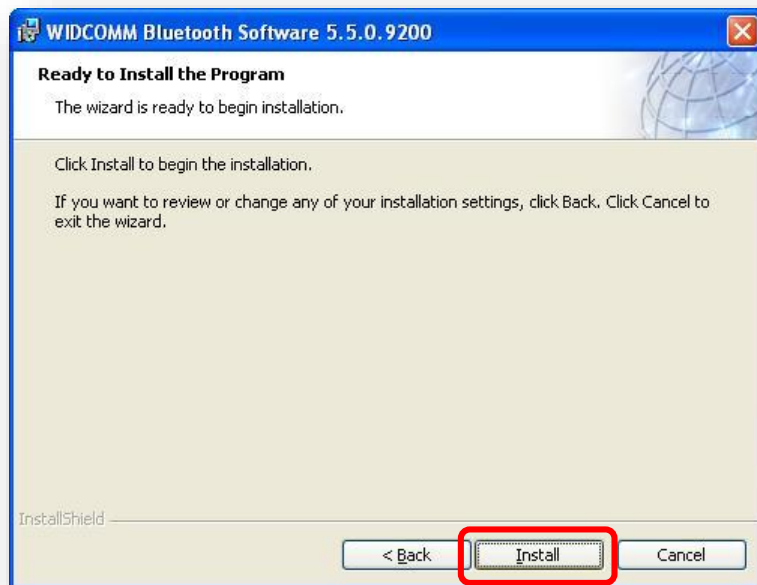 WIDCOMM Bluetooth Software 5.5.0.9200
Ready to Install the Program
The wizard is ready to begin installation.
Click Install to begin the installation.
If you want to review or change any of your installation settings, click Back. Click Cancel to
exit the wizard.
InstallShield
< Back Install Cancel